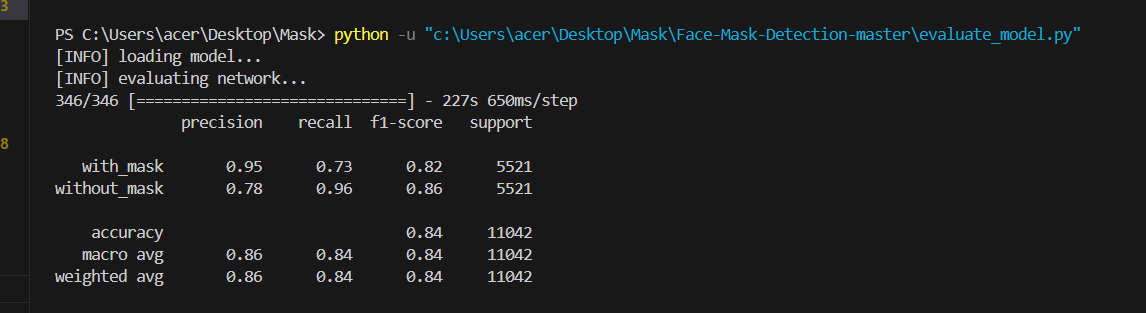 3
PS C:\Users\acer\Desktop\Mask> python -u "c:\Users\acer\Desktop\Mask\Face-Mask-Detection-master\evaluate_model.py"
[INFO] loading model...
[INFO] evaluating network...
346/346 [==============================] - 227s 650ms/step
precision recall f1-score support
8
with_mask 0.95 0.73 0.82 5521
without_mask 0.78 0.96 0.86 5521
accuracy 0.84 11042
macro avg 0.86 0.84 0.84 11042
weighted avg 0.86 0.84 0.84 11042